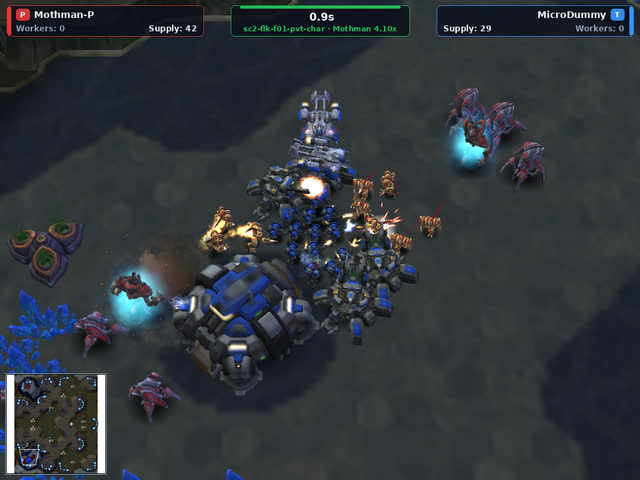 P Mothman-P
Workers: 0 Supply: 42
0.9s
sc2-flk-f01-pvt-char · Mothman 4.10x
MicroDummy T
Supply: 29 Workers: 0